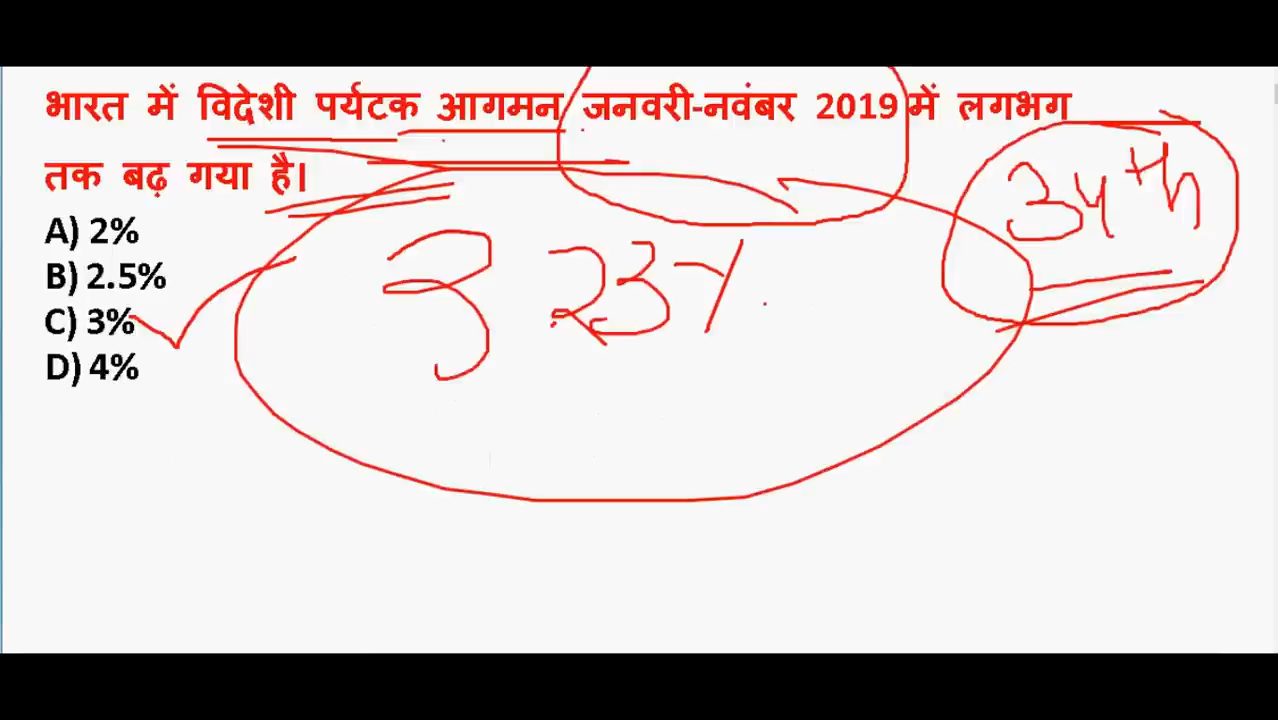 भारत में विदेशी पर्यटक आगमन जनवरी-नवंबर 2019 में लगभग
तक बढ़ गया है।
34th
A) 2%
3 23Y
B) 2.5%
C) 3%
D) 4%